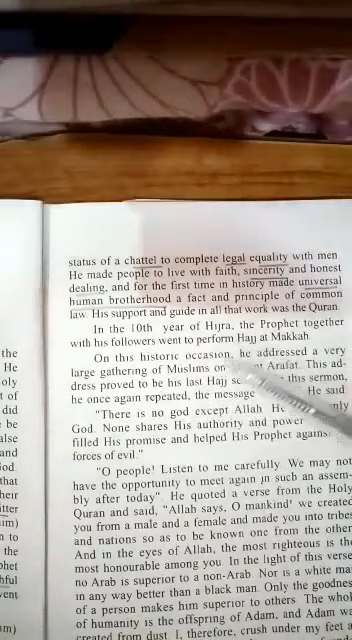 the
He
oly
t of
did
be
alse
and
God.
that
heir
itter
im)
n to
the
phet
hful
vent
m)
status of a chattel to complete legal equality with men.
He made people to live with faith, sincerity and honest
dealing, and for the first time in history made universal
human brotherhood a fact and principle of common
law. His support and guide in all that work was the Quran.
In the 10th year of Hijra, the Prophet together
with his followers went to perform Hajj at Makkah.
On this historic occasion, he addressed a very
large gathering of Muslims on Arafat. This ad-
dress proved to be his last Hajj this sermon,
he once again repeated, the message He said
"There is no god except Allah He only
God. None shares His authority and power
filled His promise and helped His Prophet against
forces of evil."
"O people! Listen to me carefully. We may not
have the opportunity to meet again in such an assem-
bly after today". He quoted a verse from the Holy
Quran and said, "Allah says, O mankind' we created
you from a male and a female and made you into tribes
and nations so as to be known one from the other
And in the eyes of Allah, the most righteous is the
most honourable among you. In the light of this verse
no Arab is superior to a non-Arab. Nor is a white ma
in any way better than a black man. Only the goodnes
of a person makes him superior to others. The whol
of humanity is the offspring of Adam, and Adam wa
created from dust. I, therefore, crush under my feet a